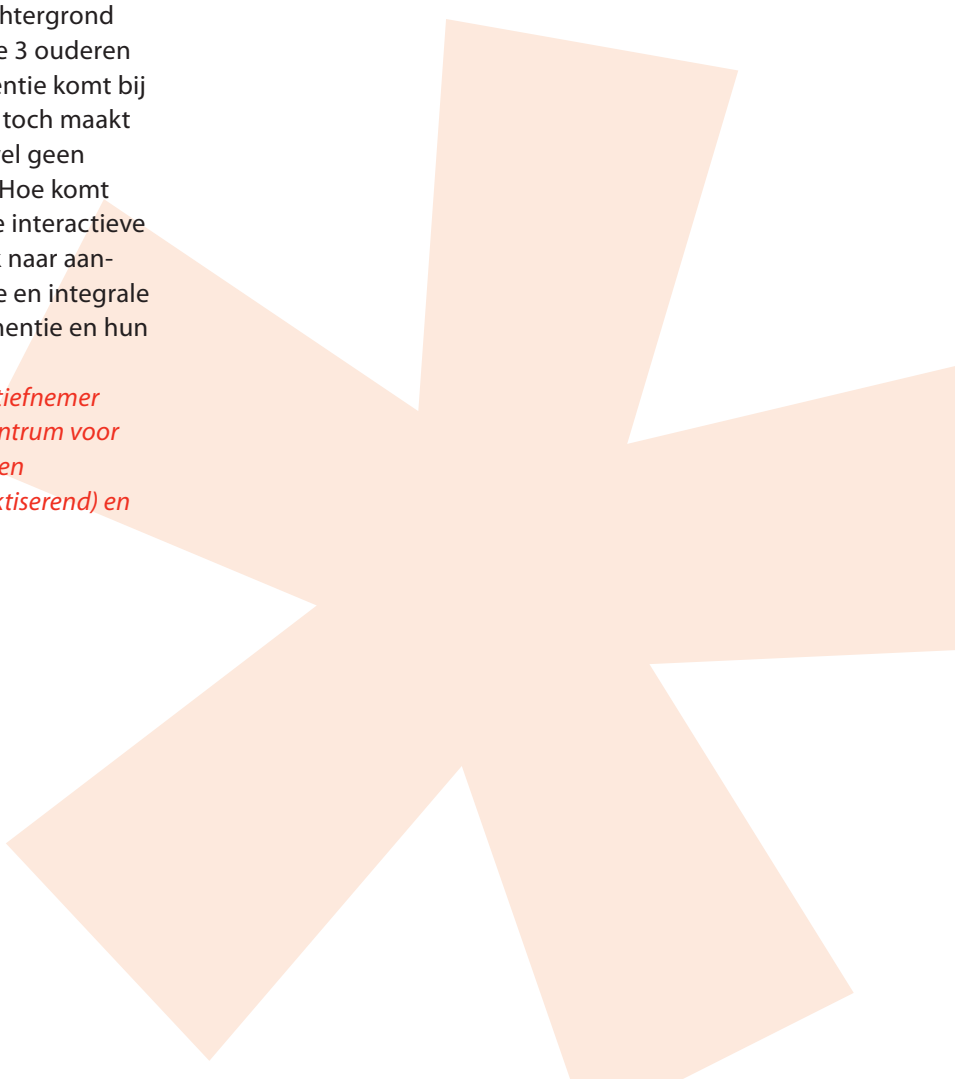 htergrond
e 3 ouderen
entie komt bij
toch maakt
el geen
Hoe komt
e interactieve
naar aan-
e en integrale
nentie en hun
tiefnemer
ntrum voor
en
ktiserend) en